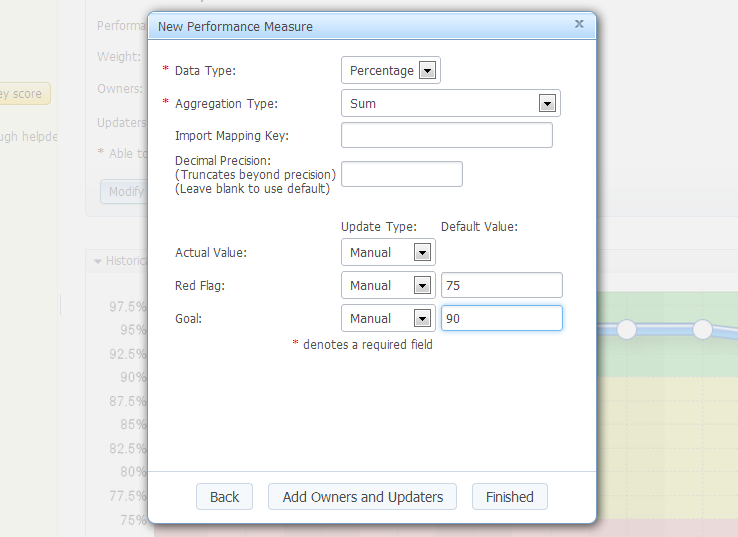 New Performance Measure x
Performa
Weight:
Owners:
ey score
Updaters
ugh helpde
* Able to
Modify
Historica
97.5%
95%
92.5%
90%
87.5%
85%
82.5%
80%
77.5%
75%
* Data Type: Percentage
* Aggregation Type: Sum
Import Mapping Key:
Decimal Precision:
(Truncates beyond precision)
(Leave blank to use default)
Update Type: Default Value:
Actual Value: Manual
Red Flag: Manual 75
Goal: Manual 90
* denotes a required field
Back Add Owners and Updaters Finished